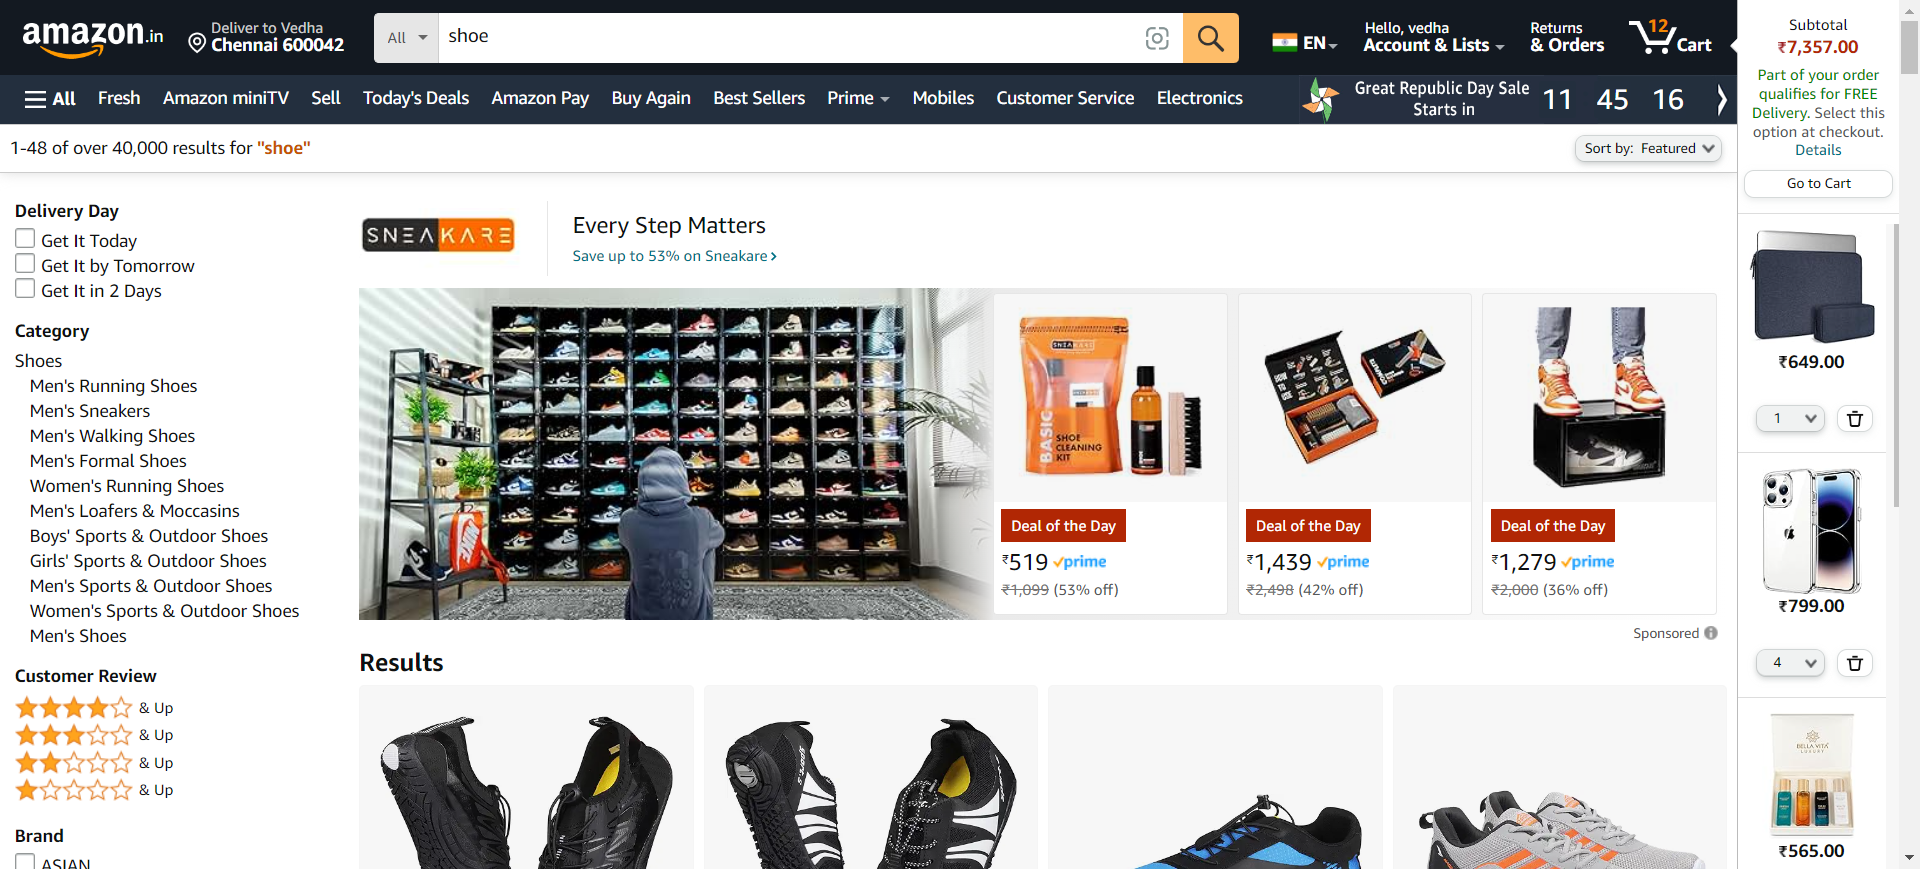 amazon.in
Deliver to Vedha
Chennai 600042
All
shoe
EN
Hello, vedha
Account & Lists
Returns
& Orders
12
Cart
All
Fresh
Amazon miniTV
Sell
Today's Deals
Amazon Pay
Buy Again
Best Sellers
Prime
Mobiles
Customer Service
Electronics
Great Republic Day Sale
Starts in
11 45 16
1-48 of over 40,000 results for "shoe"
Sort by: Featured
Delivery Day
Get It Today
Get It by Tomorrow
Get It in 2 Days
Category
Shoes
Men's Running Shoes
Men's Sneakers
Men's Walking Shoes
Men's Formal Shoes
Women's Running Shoes
Men's Loafers & Moccasins
Boys' Sports & Outdoor Shoes
Girls' Sports & Outdoor Shoes
Men's Sports & Outdoor Shoes
Women's Sports & Outdoor Shoes
Men's Shoes
Customer Review
& Up
& Up
& Up
& Up
Brand
ASIAN
SNEAKARE
Every Step Matters
Save up to 53% on Sneakare
SNEAKARE
BASIC
SHOE
CLEANING
KIT
Deal of the Day
₹519 prime
₹1,099 (53% off)
Deal of the Day
₹1,439 prime
₹2,498 (42% off)
Deal of the Day
₹1,279 prime
₹2,000 (36% off)
Sponsored
Results
Subtotal
₹7,357.00
Part of your order
qualifies for FREE
Delivery. Select this
option at checkout.
Details
Go to Cart
₹649.00
1
₹799.00
4
BELLA VITA
LUXURY
₹565.00